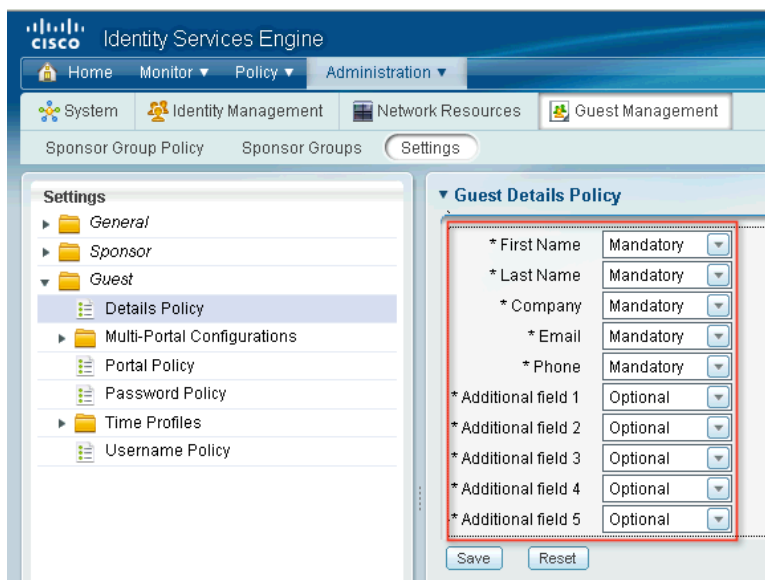 CISCO Identity Services Engine
Home Monitor ▼ Policy ▼ Administration ▼
System Identity Management Network Resources Guest Management
Sponsor Group Policy Sponsor Groups Settings
Settings
General
Sponsor
Guest
Details Policy
Multi-Portal Configurations
Portal Policy
Password Policy
Time Profiles
Username Policy
▼ Guest Details Policy
* First Name Mandatory
* Last Name Mandatory
* Company Mandatory
* Email Mandatory
* Phone Mandatory
* Additional field 1 Optional
* Additional field 2 Optional
* Additional field 3 Optional
* Additional field 4 Optional
* Additional field 5 Optional
Save Reset